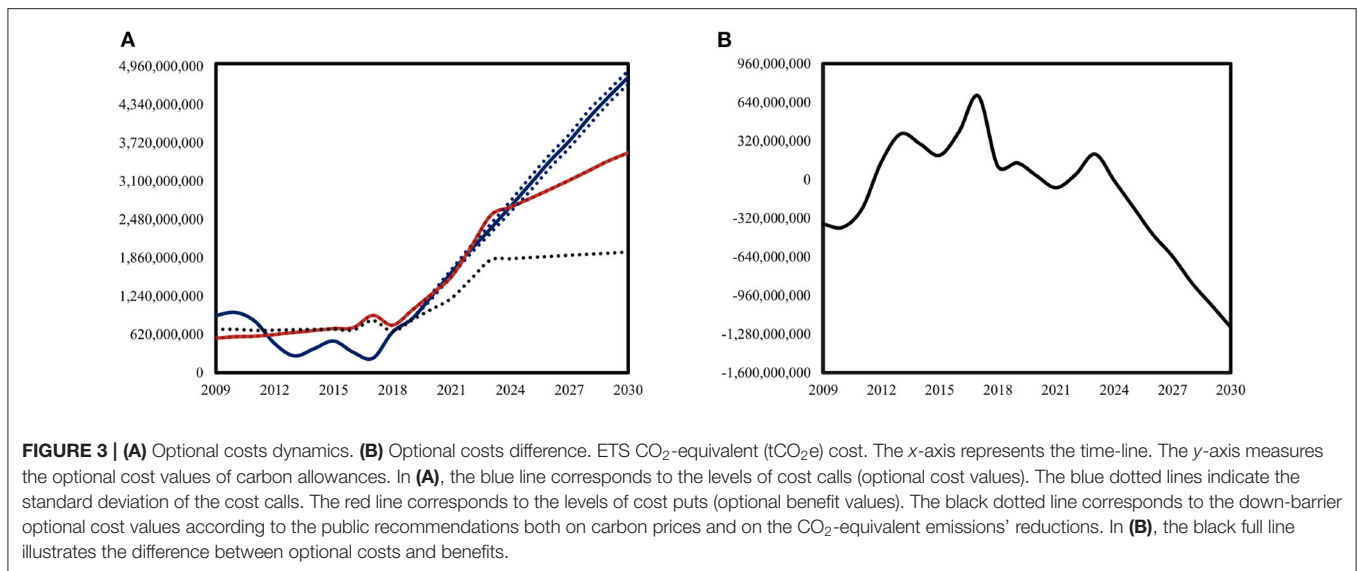 A
4,960,000,000
4,340,000,000
3,720,000,000
3,100,000,000
2,480,000,000
1,860,000,000
1,240,000,000
620,000,000
0
2009 2012 2015 2018 2021 2024 2027 2030
B
960,000,000
640,000,000
320,000,000
0
-320,000,000
-640,000,000
-960,000,000
-1,280,000,000
-1,600,000,000
2009 2012 2015 2018 2021 2024 2027 2030
FIGURE 3 | (A) Optional costs dynamics. (B) Optional costs difference. ETS CO₂-equivalent (tCO₂e) cost. The x-axis represents the time-line. The y-axis measures
the optional cost values of carbon allowances. In (A), the blue line corresponds to the levels of cost calls (optional cost values). The blue dotted lines indicate the
standard deviation of the cost calls. The red line corresponds to the levels of cost puts (optional benefit values). The black dotted line corresponds to the down-barrier
optional cost values according to the public recommendations both on carbon prices and on the CO₂-equivalent emissions' reductions. In (B), the black full line
illustrates the difference between optional costs and benefits.